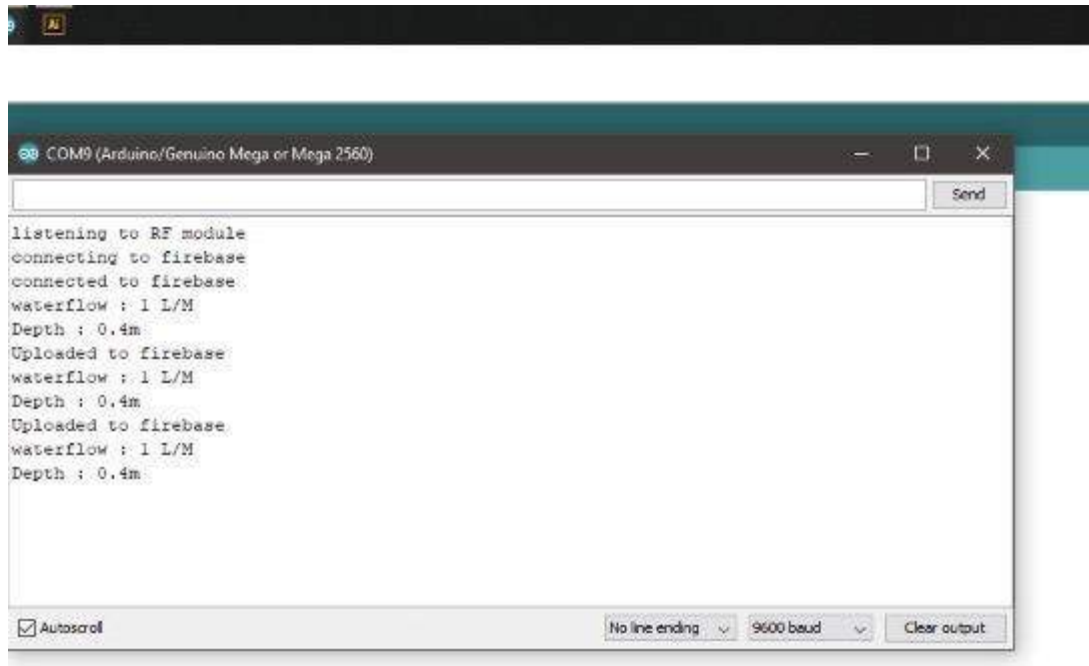 Ai
COM9 (Arduino/Genuino Mega or Mega 2560)
Send
listening to RF module
connecting to firebase
connected to firebase
waterflow : 1 L/M
Depth : 0.4m
Uploaded to firebase
waterflow : 1 L/M
Depth : 0.4m
Uploaded to firebase
waterflow : 1 L/M
Depth : 0.4m
Autoscroll
No line ending
9600 baud
Clear output